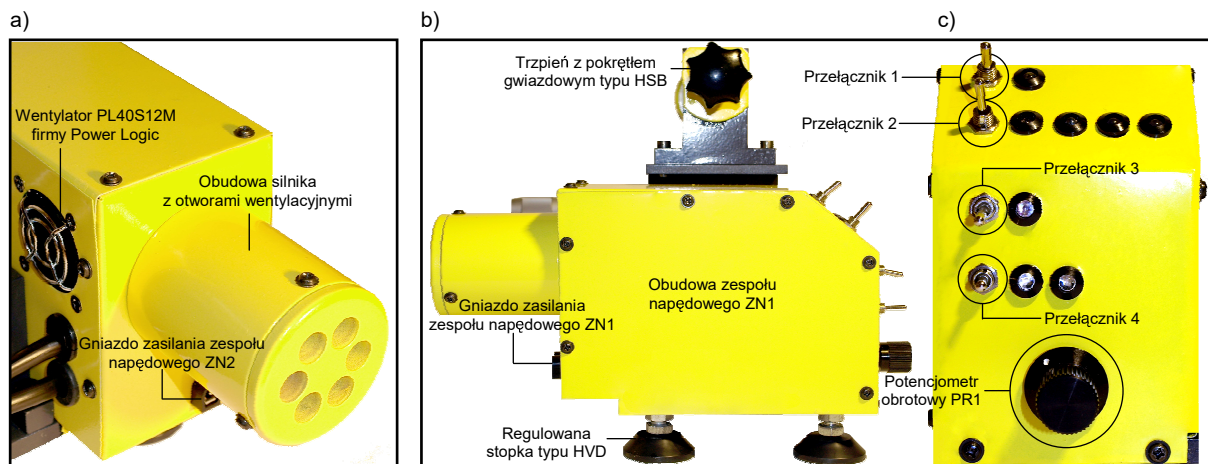 a)
Wentylator PL40S12M
firmy Power Logic
Obudowa silnika
z otworami wentylacyjnymi
Gniazdo zasilania zespołu
napędowego ZN2
b)
Trzpień z pokrętłem
gwiazdowym typu HSB
Obudowa zespołu
napędowego ZN1
Gniazdo zasilania
zespołu napędowego ZN1
Regulowana
stopka typu HVD
c)
Przełącznik 1
Przełącznik 2
Przełącznik 3
Przełącznik 4
Potencjometr
obrotowy PR1